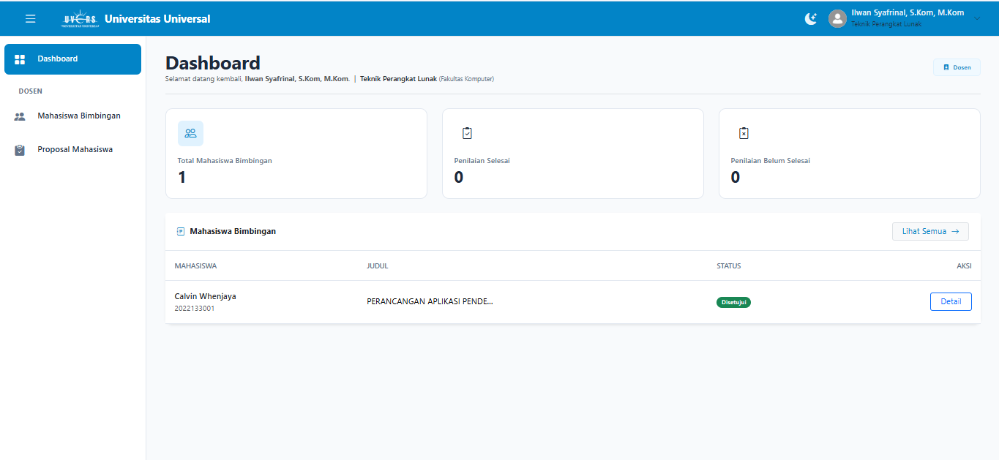 UVERS
UNIVERSITAS UNIVERSAL
Universitas Universal
Ilwan Syafrinal, S.Kom, M.Kom
Teknik Perangkat Lunak
Dashboard
DOSEN
Mahasiswa Bimbingan
Proposal Mahasiswa
Dashboard
Selamat datang kembali, Ilwan Syafrinal, S.Kom, M.Kom. | Teknik Perangkat Lunak (Fakultas Komputer)
Dosen
Total Mahasiswa Bimbingan
1
Penilaian Selesai
0
Penilaian Belum Selesai
0
Mahasiswa Bimbingan
Lihat Semua →
MAHASISWA JUDUL STATUS AKSI
Calvin Whenjaya
2022133001
PERANCANGAN APLIKASI PENDE...
Disetujui
Detail